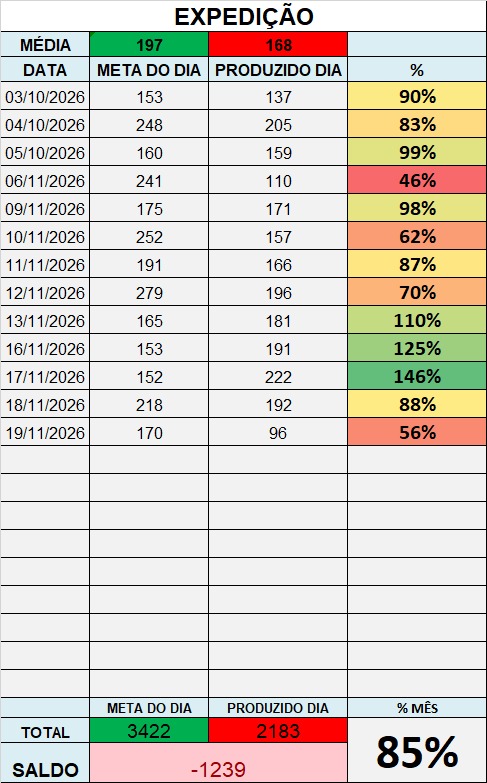 EXPEDIÇÃO
MÉDIA 197 168
DATA META DO DIA PRODUZIDO DIA %
03/10/2026 153 137 90%
04/10/2026 248 205 83%
05/10/2026 160 159 99%
06/11/2026 241 110 46%
09/11/2026 175 171 98%
10/11/2026 252 157 62%
11/11/2026 191 166 87%
12/11/2026 279 196 70%
13/11/2026 165 181 110%
16/11/2026 153 191 125%
17/11/2026 152 222 146%
18/11/2026 218 192 88%
19/11/2026 170 96 56%
META DO DIA PRODUZIDO DIA % MÊS
TOTAL 3422 2183 85%
SALDO -1239